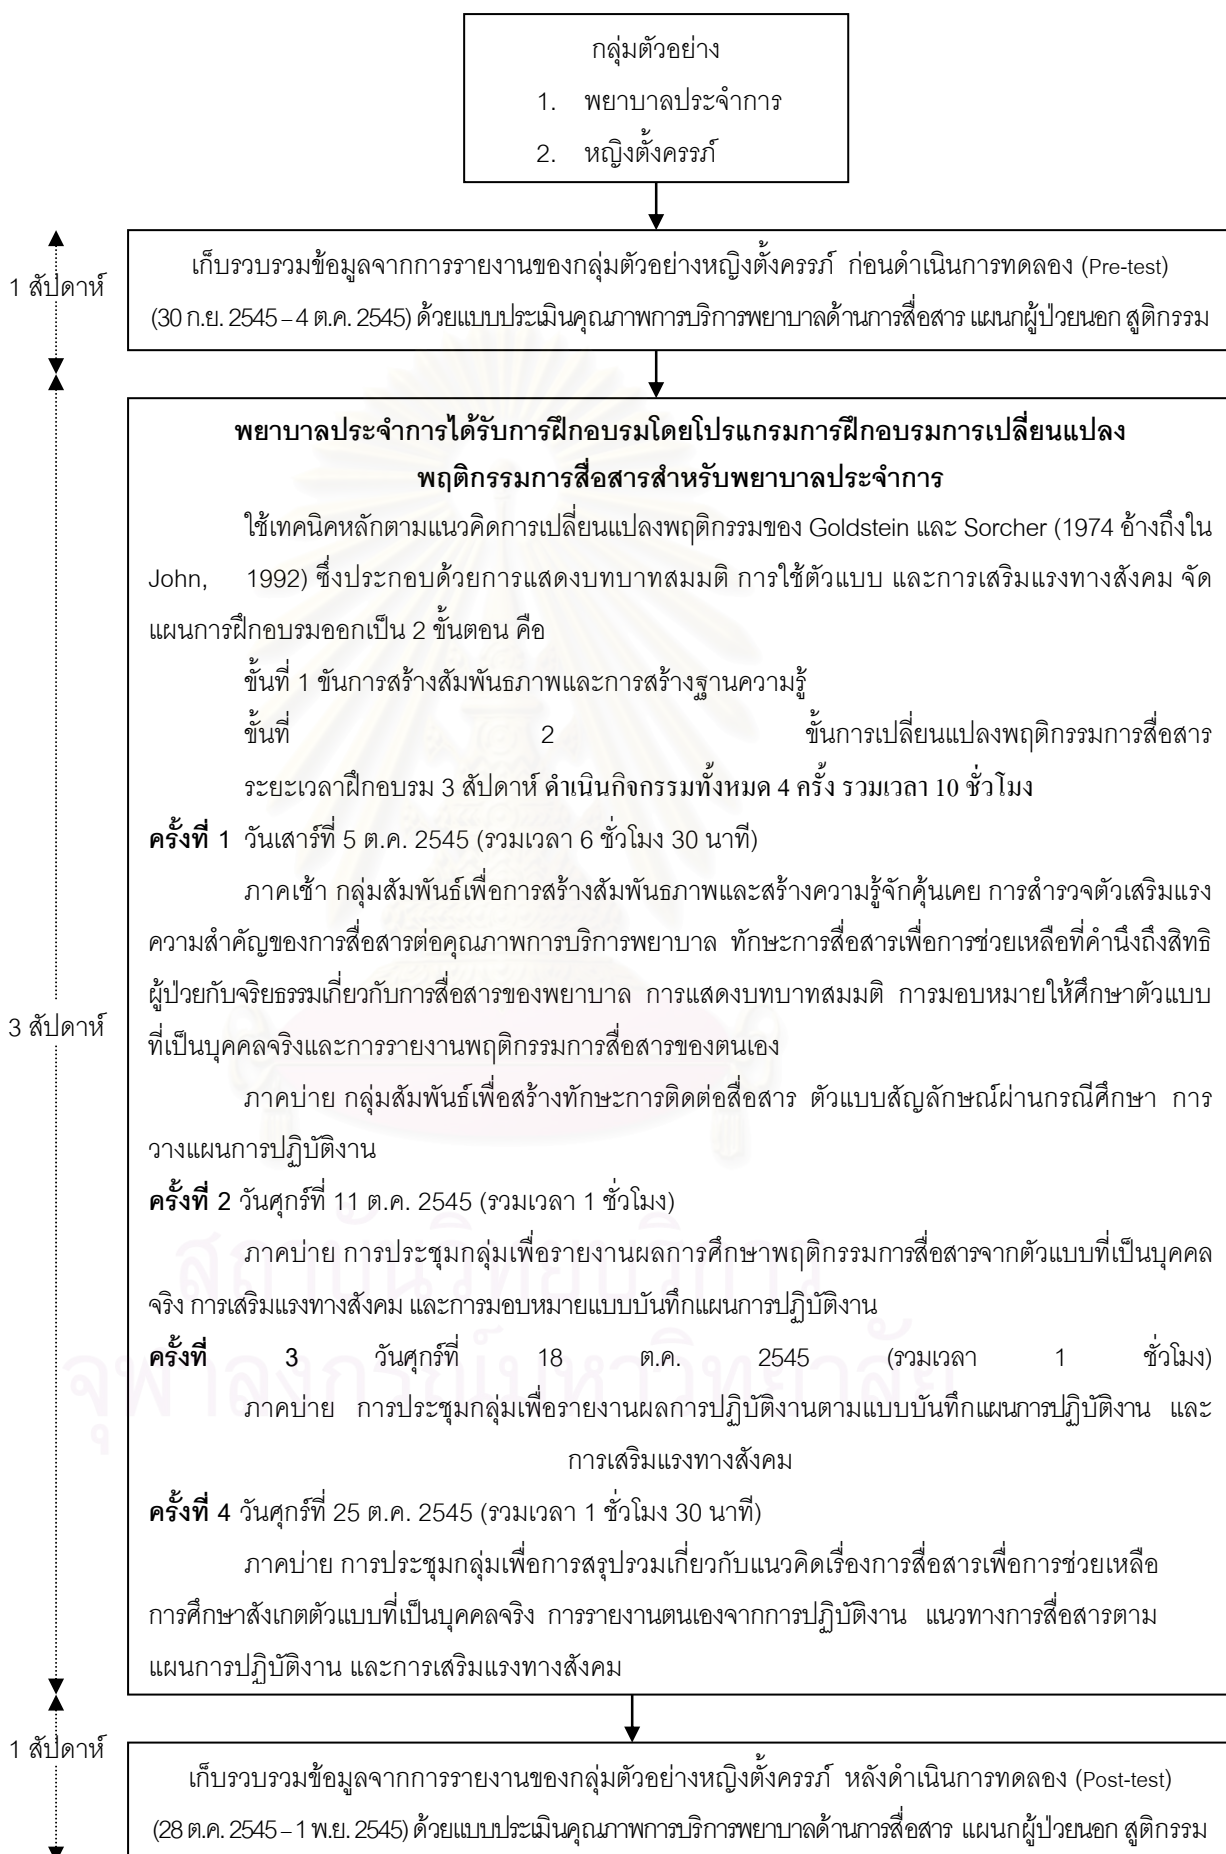 กลุ่มตัวอย่าง
1. พยาบาลประจำการ
2. หญิงตั้งครรภ์
1 สัปดาห์
เก็บรวบรวมข้อมูลจากการรายงานของกลุ่มตัวอย่างหญิงตั้งครรภ์ ก่อนดำเนินการทดลอง (Pre-test)
(30 ก.ย. 2545 – 4 ต.ค. 2545) ด้วยแบบประเมินคุณภาพการบริการพยาบาลด้านการสื่อสาร แผนกผู้ป่วยนอก สูติกรรม
พยาบาลประจำการได้รับการฝึกอบรมโดยโปรแกรมการฝึกอบรมการเปลี่ยนแปลง
พฤติกรรมการสื่อสารสำหรับพยาบาลประจำการ
ใช้เทคนิคหลักตามแนวคิดการเปลี่ยนแปลงพฤติกรรมของ Goldstein และ Sorcher (1974 อ้างถึงใน
John, 1992) ซึ่งประกอบด้วยการแสดงบทบาทสมมติ การใช้ตัวแบบ และการเสริมแรงทางสังคม จัด
แผนการฝึกอบรมออกเป็น 2 ขั้นตอน คือ
ขั้นที่ 1 ขันการสร้างสัมพันธภาพและการสร้างฐานความรู้
ขั้นที่ 2 ขั้นการเปลี่ยนแปลงพฤติกรรมการสื่อสาร
ระยะเวลาฝึกอบรม 3 สัปดาห์ ดำเนินกิจกรรมทั้งหมด 4 ครั้ง รวมเวลา 10 ชั่วโมง
ครั้งที่ 1 วันเสาร์ที่ 5 ต.ค. 2545 (รวมเวลา 6 ชั่วโมง 30 นาที)
ภาคเช้า กลุ่มสัมพันธ์เพื่อการสร้างสัมพันธภาพและสร้างความรู้จักคุ้นเคย การสำรวจตัวเสริมแรง
ความสำคัญของการสื่อสารต่อคุณภาพการบริการพยาบาล ทักษะการสื่อสารเพื่อการช่วยเหลือที่คำนึงถึงสิทธิ
ผู้ป่วยกับจริยธรรมเกี่ยวกับการสื่อสารของพยาบาล การแสดงบทบาทสมมติ การมอบหมายให้ศึกษาตัวแบบ
3 สัปดาห์
ที่เป็นบุคคลจริงและการรายงานพฤติกรรมการสื่อสารของตนเอง
ภาคบ่าย กลุ่มสัมพันธ์เพื่อสร้างทักษะการติดต่อสื่อสาร ตัวแบบสัญลักษณ์ผ่านกรณีศึกษา การ
วางแผนการปฏิบัติงาน
ครั้งที่ 2 วันศุกร์ที่ 11 ต.ค. 2545 (รวมเวลา 1 ชั่วโมง)
ภาคบ่าย การประชุมกลุ่มเพื่อรายงานผลการศึกษาพฤติกรรมการสื่อสารจากตัวแบบที่เป็นบุคคล
จริง การเสริมแรงทางสังคม และการมอบหมายแบบบันทึกแผนการปฏิบัติงาน
ครั้งที่ 3 วันศุกร์ที่ 18 ต.ค. 2545 (รวมเวลา 1 ชั่วโมง)
ภาคบ่าย การประชุมกลุ่มเพื่อรายงานผลการปฏิบัติงานตามแบบบันทึกแผนการปฏิบัติงาน และ
การเสริมแรงทางสังคม
ครั้งที่ 4 วันศุกร์ที่ 25 ต.ค. 2545 (รวมเวลา 1 ชั่วโมง 30 นาที)
ภาคบ่าย การประชุมกลุ่มเพื่อการสรุปรวมเกี่ยวกับแนวคิดเรื่องการสื่อสารเพื่อการช่วยเหลือ
การศึกษาสังเกตตัวแบบที่เป็นบุคคลจริง การรายงานตนเองจากการปฏิบัติงาน แนวทางการสื่อสารตาม
แผนการปฏิบัติงาน และการเสริมแรงทางสังคม
1 สัปดาห์
เก็บรวบรวมข้อมูลจากการรายงานของกลุ่มตัวอย่างหญิงตั้งครรภ์ หลังดำเนินการทดลอง (Post-test)
(28 ต.ค. 2545 – 1 พ.ย. 2545) ด้วยแบบประเมินคุณภาพการบริการพยาบาลด้านการสื่อสาร แผนกผู้ป่วยนอก สูติกรรม
สถาบันวิทยบริการ
จุฬาลงกรณ์มหาวิทยาลัย